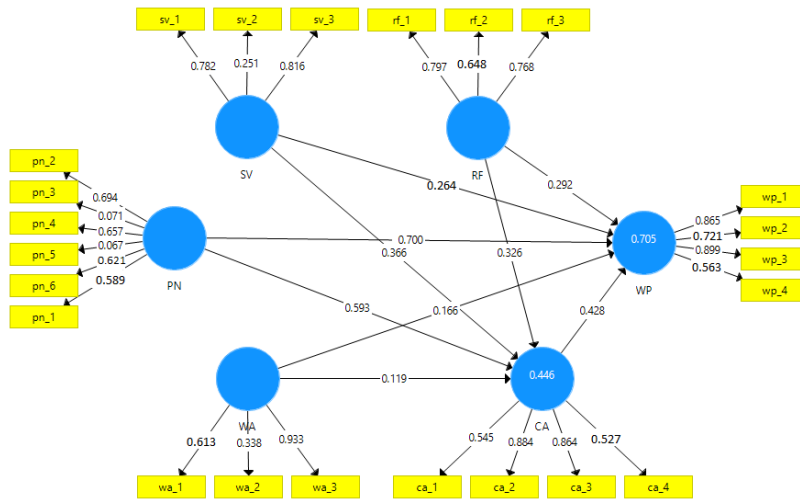 sv_1
sv_2
sv_3
rf_1
rf_2
rf_3
0.782
0.251
0.816
0.797
0.648
0.768
SV
RF
pn_2
pn_3
pn_4
pn_5
pn_6
pn_1
0.694
0.071
0.657
0.067
0.621
0.589
PN
0.264
0.292
0.700
0.366
0.326
0.593
0.166
0.119
0.428
0.705
WP
0.865
0.721
0.899
0.563
wp_1
wp_2
wp_3
wp_4
WA
0.446
CA
0.613
0.338
0.933
0.545
0.884
0.864
0.527
wa_1
wa_2
wa_3
ca_1
ca_2
ca_3
ca_4